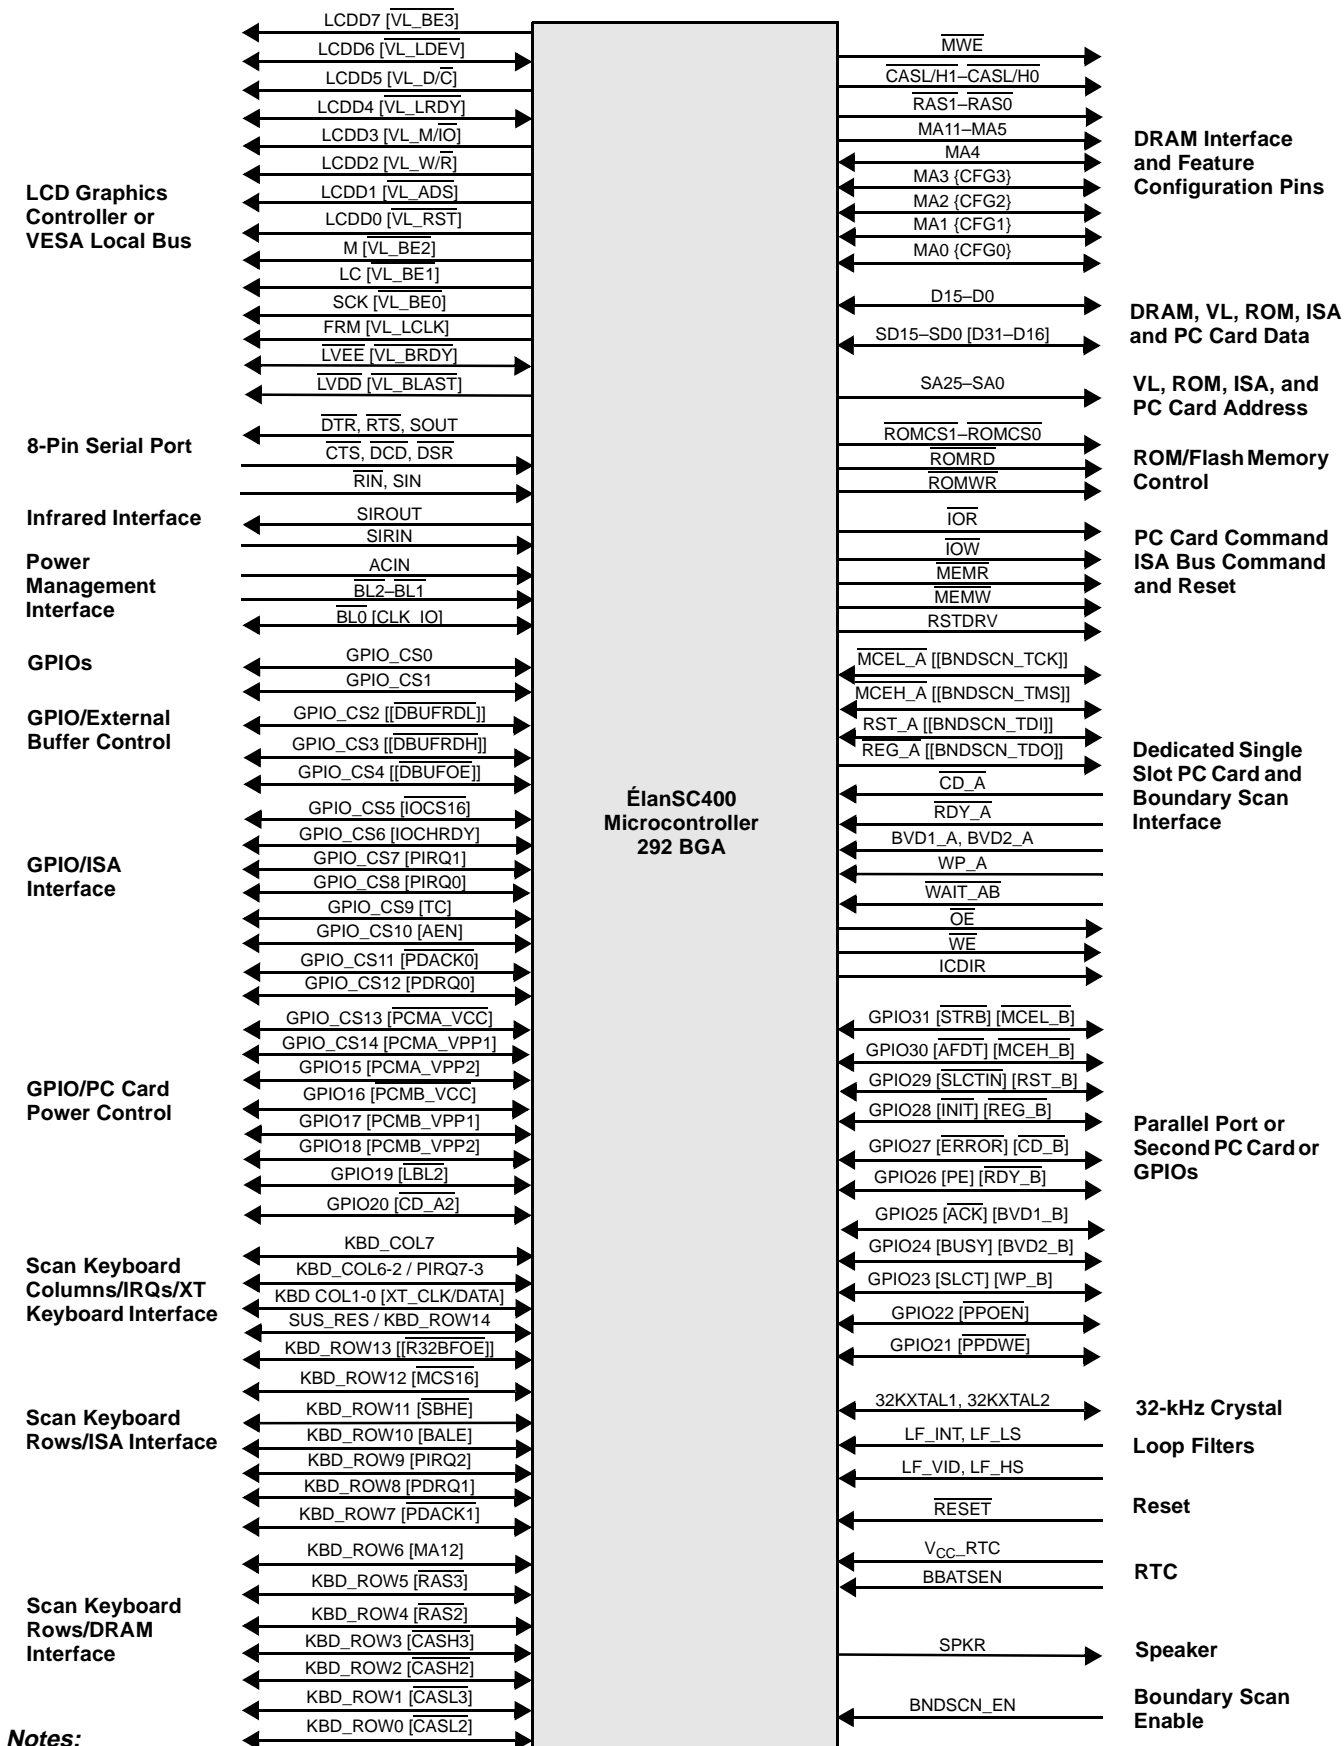 LCDD7 [VL_BE3]
LCDD6 [VL_LDEV]
LCDD5 [VL_D/C]
LCDD4 [VL_LRDY]
LCDD3 [VL_M/IO]
LCDD2 [VL_W/R]
LCDD1 [VL_ADS]
LCDD0 [VL_RST]
M [VL_BE2]
LC [VL_BE1]
SCK [VL_BE0]
FRM [VL_LCLK]
LVEE [VL_BRDY]
LVDD [VL_BLAST]
LCD Graphics
Controller or
VESA Local Bus
DTR, RTS, SOUT
CTS, DCD, DSR
RIN, SIN
8-Pin Serial Port
SIROUT
SIRIN
Infrared Interface
ACIN
BL2–BL1
BL0 [CLK_IO]
Power
Management
Interface
GPIO_CS0
GPIO_CS1
GPIOs
GPIO_CS2 [[DBUFRDL]]
GPIO_CS3 [[DBUFRDH]]
GPIO_CS4 [[DBUFOE]]
GPIO/External
Buffer Control
GPIO_CS5 [IOCS16]
GPIO_CS6 [IOCHRDY]
GPIO_CS7 [PIRQ1]
GPIO_CS8 [PIRQ0]
GPIO_CS9 [TC]
GPIO_CS10 [AEN]
GPIO_CS11 [PDACK0]
GPIO_CS12 [PDRQ0]
GPIO/ISA
Interface
GPIO_CS13 [PCMA_VCC]
GPIO_CS14 [PCMA_VPP1]
GPIO15 [PCMA_VPP2]
GPIO16 [PCMB_VCC]
GPIO17 [PCMB_VPP1]
GPIO18 [PCMB_VPP2]
GPIO19 [LBL2]
GPIO20 [CD_A2]
GPIO/PC Card
Power Control
KBD_COL7
KBD_COL6-2 / PIRQ7-3
KBD COL1-0 [XT_CLK/DATA]
SUS_RES / KBD_ROW14
KBD_ROW13 [[R32BFOE]]
Scan Keyboard
Columns/IRQs/XT
Keyboard Interface
KBD_ROW12 [MCS16]
KBD_ROW11 [SBHE]
KBD_ROW10 [BALE]
KBD_ROW9 [PIRQ2]
KBD_ROW8 [PDRQ1]
KBD_ROW7 [PDACK1]
Scan Keyboard
Rows/ISA Interface
KBD_ROW6 [MA12]
KBD_ROW5 [RAS3]
KBD_ROW4 [RAS2]
KBD_ROW3 [CASH3]
KBD_ROW2 [CASH2]
KBD_ROW1 [CASL3]
KBD_ROW0 [CASL2]
Scan Keyboard
Rows/DRAM
Interface
Notes:
ÉlanSC400
Microcontroller
292 BGA
MWE
CASL/H1–CASL/H0
RAS1–RAS0
MA11–MA5
MA4
MA3 {CFG3}
MA2 {CFG2}
MA1 {CFG1}
MA0 {CFG0}
DRAM Interface
and Feature
Configuration Pins
D15–D0
SD15–SD0 [D31–D16]
DRAM, VL, ROM, ISA
and PC Card Data
SA25–SA0
VL, ROM, ISA, and
PC Card Address
ROMCS1–ROMCS0
ROMRD
ROMWR
ROM/Flash Memory
Control
IOR
IOW
MEMR
MEMW
RSTDRV
PC Card Command
ISA Bus Command
and Reset
MCEL_A [[BNDSCN_TCK]]
MCEH_A [[BNDSCN_TMS]]
RST_A [[BNDSCN_TDI]]
REG_A [[BNDSCN_TDO]]
CD_A
RDY_A
BVD1_A, BVD2_A
WP_A
WAIT_AB
OE
WE
ICDIR
Dedicated Single
Slot PC Card and
Boundary Scan
Interface
GPIO31 [STRB] [MCEL_B]
GPIO30 [AFDT] [MCEH_B]
GPIO29 [SLCTIN] [RST_B]
GPIO28 [INIT] [REG_B]
GPIO27 [ERROR] [CD_B]
GPIO26 [PE] [RDY_B]
GPIO25 [ACK] [BVD1_B]
GPIO24 [BUSY] [BVD2_B]
GPIO23 [SLCT] [WP_B]
GPIO22 [PPOEN]
GPIO21 [PPDWE]
Parallel Port or
Second PC Card or
GPIOs
32KXTAL1, 32KXTAL2
32-kHz Crystal
LF_INT, LF_LS
LF_VID, LF_HS
Loop Filters
RESET
Reset
VCC_RTC
BBATSEN
RTC
SPKR
Speaker
BNDSCN_EN
Boundary Scan
Enable